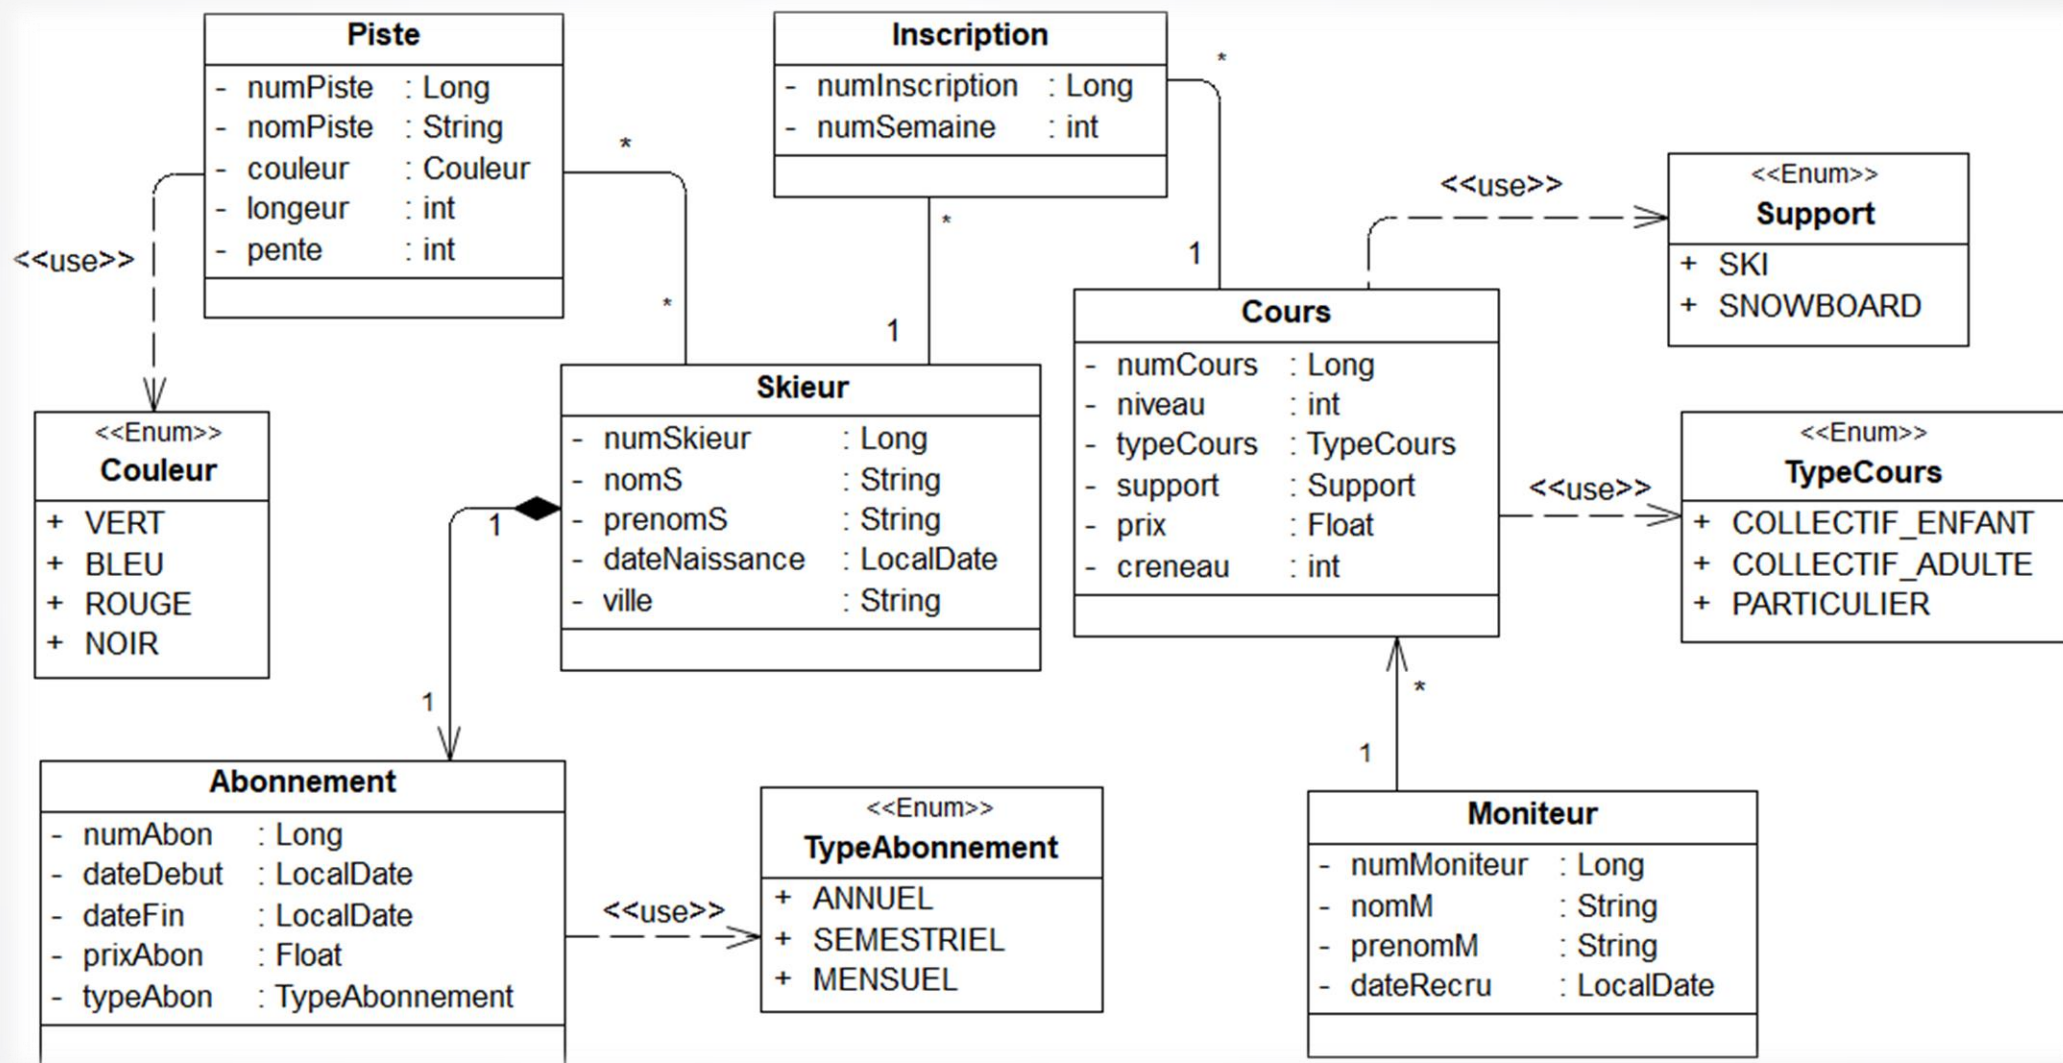 Piste
- numPiste : Long
- nomPiste : String
- couleur : Couleur
- longeur : int
- pente : int
*
*
<<use>>
Inscription
- numInscription : Long
- numSemaine : int
*
1
*
1
<<use>>
<<Enum>>
Support
+ SKI
+ SNOWBOARD
Cours
- numCours : Long
- niveau : int
- typeCours : TypeCours
- support : Support
- prix : Float
- creneau : int
<<use>>
<<Enum>>
TypeCours
+ COLLECTIF_ENFANT
+ COLLECTIF_ADULTE
+ PARTICULIER
<<Enum>>
Couleur
+ VERT
+ BLEU
+ ROUGE
+ NOIR
Skieur
- numSkieur : Long
- nomS : String
- prenomS : String
- dateNaissance : LocalDate
- ville : String
1
1
Abonnement
- numAbon : Long
- dateDebut : LocalDate
- dateFin : LocalDate
- prixAbon : Float
- typeAbon : TypeAbonnement
<<use>>
<<Enum>>
TypeAbonnement
+ ANNUEL
+ SEMESTRIEL
+ MENSUEL
*
1
Moniteur
- numMoniteur : Long
- nomM : String
- prenomM : String
- dateRecru : LocalDate